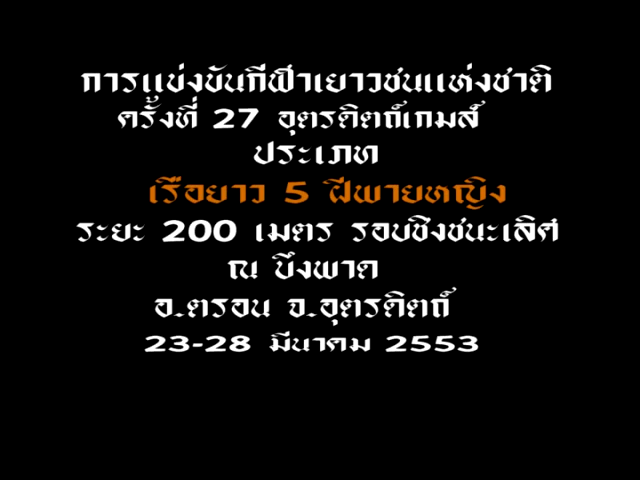 การแข่งขันกีฬาเยาวชนแห่งชาติ
ครั้งที่ 27 อุตรดิตถ์เกมส์
ประเภท
เรือยาว 5 ฝีพายหญิง
ระยะ 200 เมตร รอบชิงชนะเลิศ
ณ บึงพาด
อ.ตรอน จ.อุตรดิตถ์
23-28 มีนาคม 2553